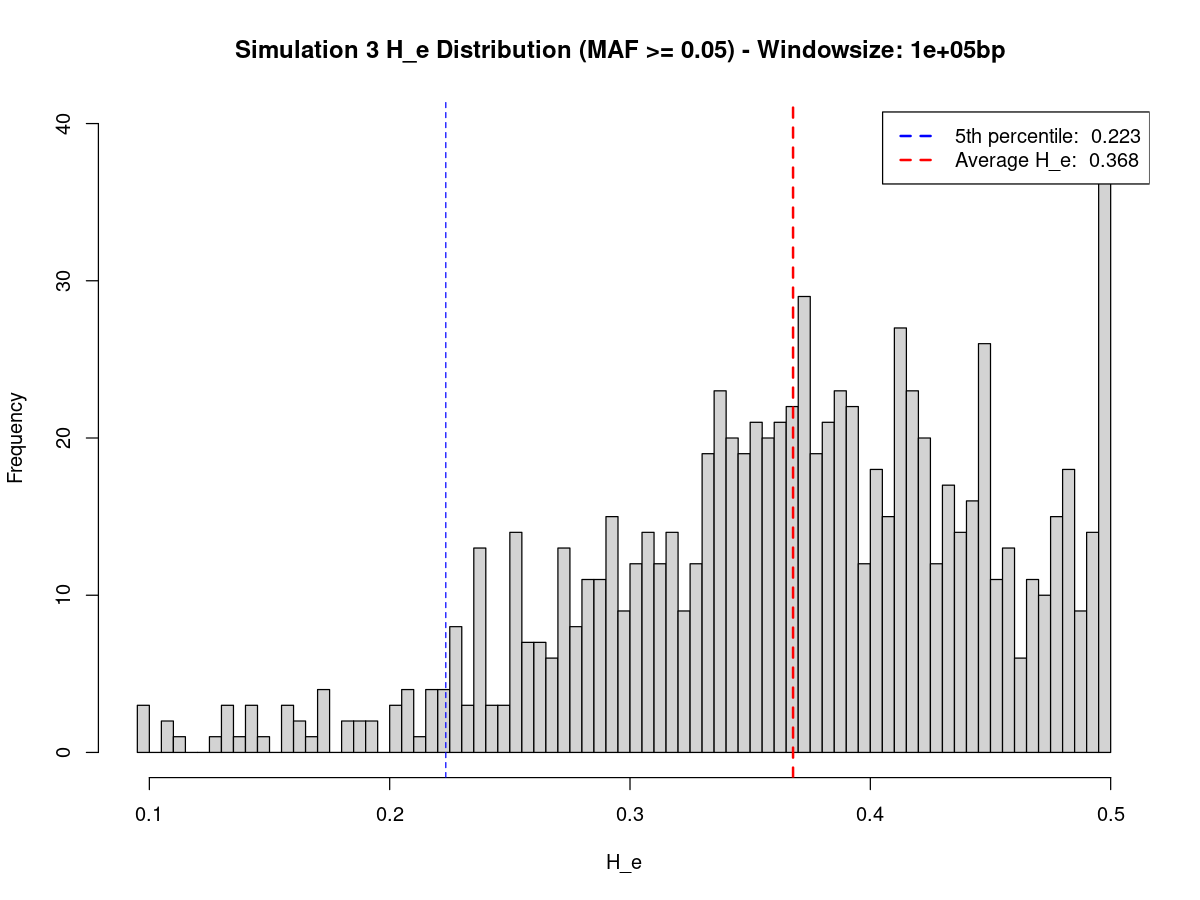 Simulation 3 H_e Distribution (MAF >= 0.05) - Windowsize: 1e+05bp
5th percentile:  0.223
Average H_e:  0.368
Frequency
40
30
20
10
0
0.1
0.2
0.3
0.4
0.5
H_e